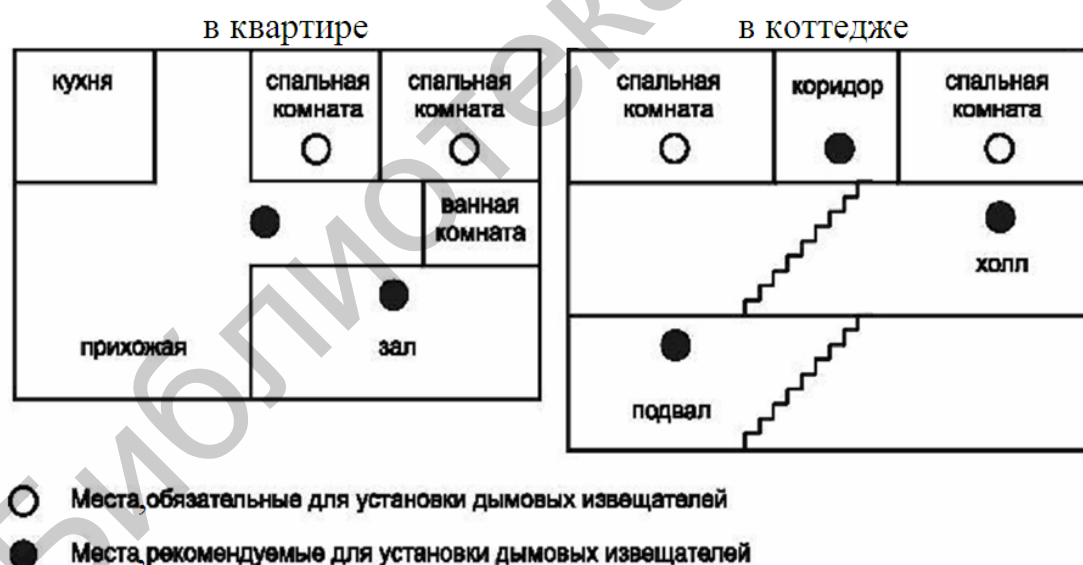 в квартире
в коттедже
кухня
спальная
комната
спальная
комната
ванная
комната
прихожая
зал
спальная
комната
коридор
спальная
комната
холл
подвал
Места,обязательные для установки дымовых извещателей
Места,рекомендуемые для установки дымовых извещателей
Библиотека